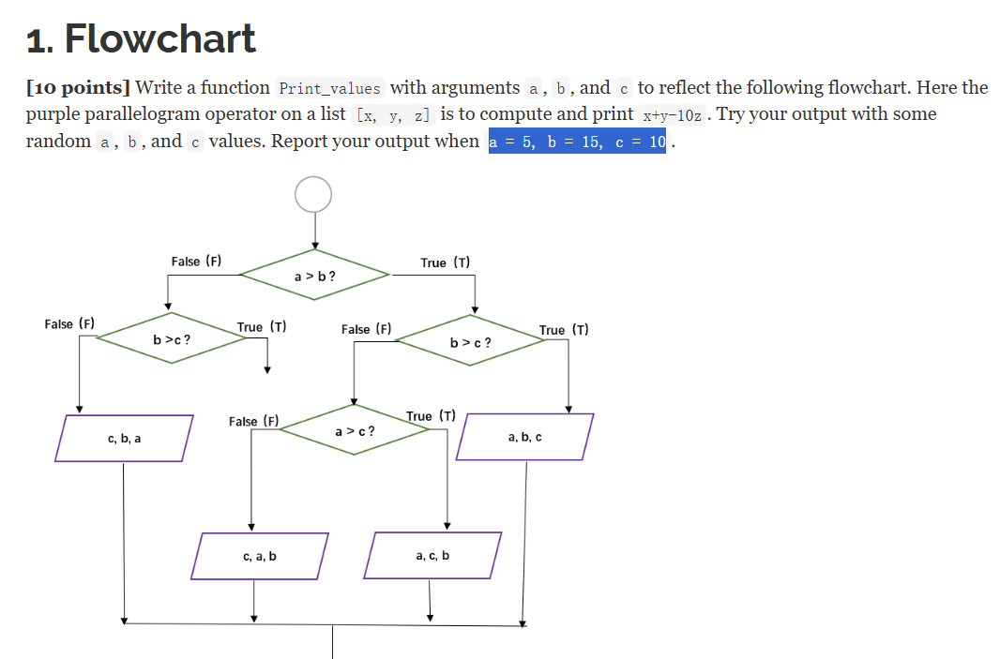 1. Flowchart
[10 points] Write a function Print_values with arguments a, b, and c to reflect the following flowchart. Here the
purple parallelogram operator on a list [x, y, z] is to compute and print x+y-10z. Try your output with some
random a, b, and c values. Report your output when a = 5, b = 15, c = 10.
False (F)
True (T)
a > b?
False (F)
True (T)
False (F)
True (T)
b >c?
b > c?
False (F)
True (T)
a > c?
c, b, a
a, b, c
c, a, b
a, c, b